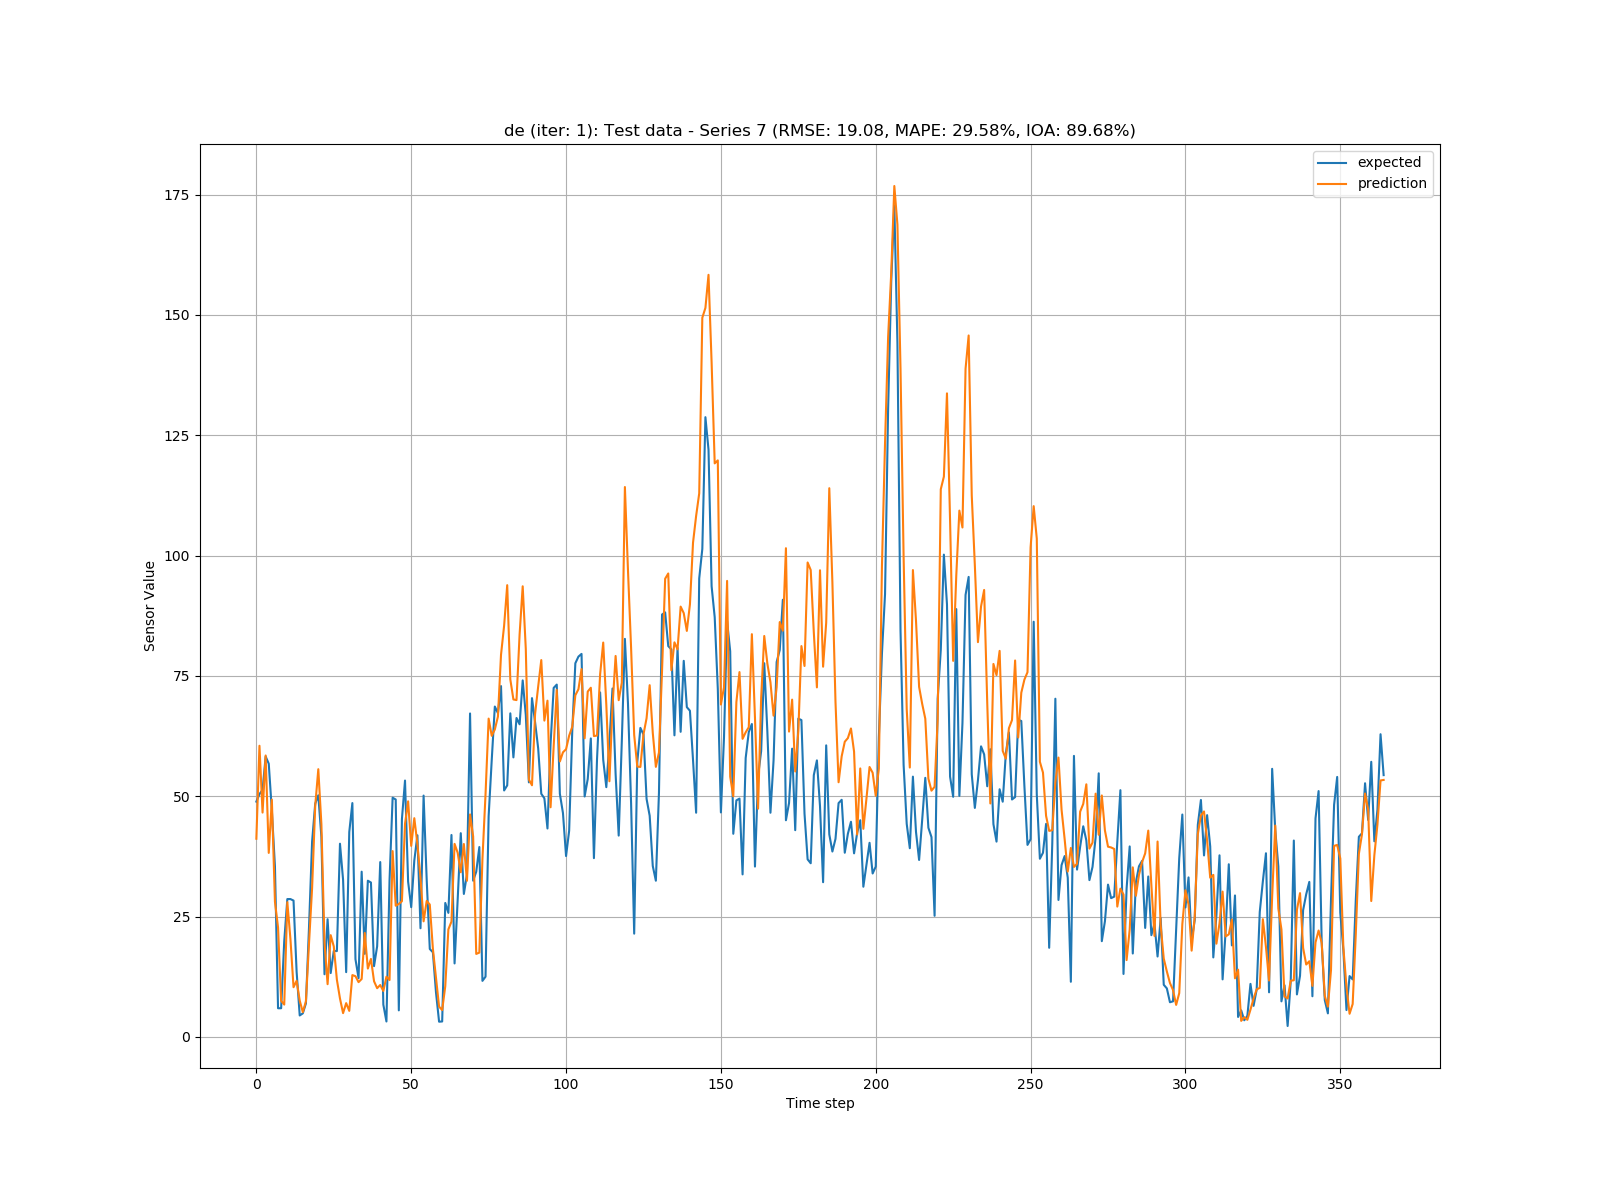 de (iter: 1): Test data - Series 7 (RMSE: 19.08, MAPE: 29.58%, IOA: 89.68%)
expected
prediction
175
150
125
100
75
50
25
0
Sensor Value
0 50 100 150 200 250 300 350
Time step